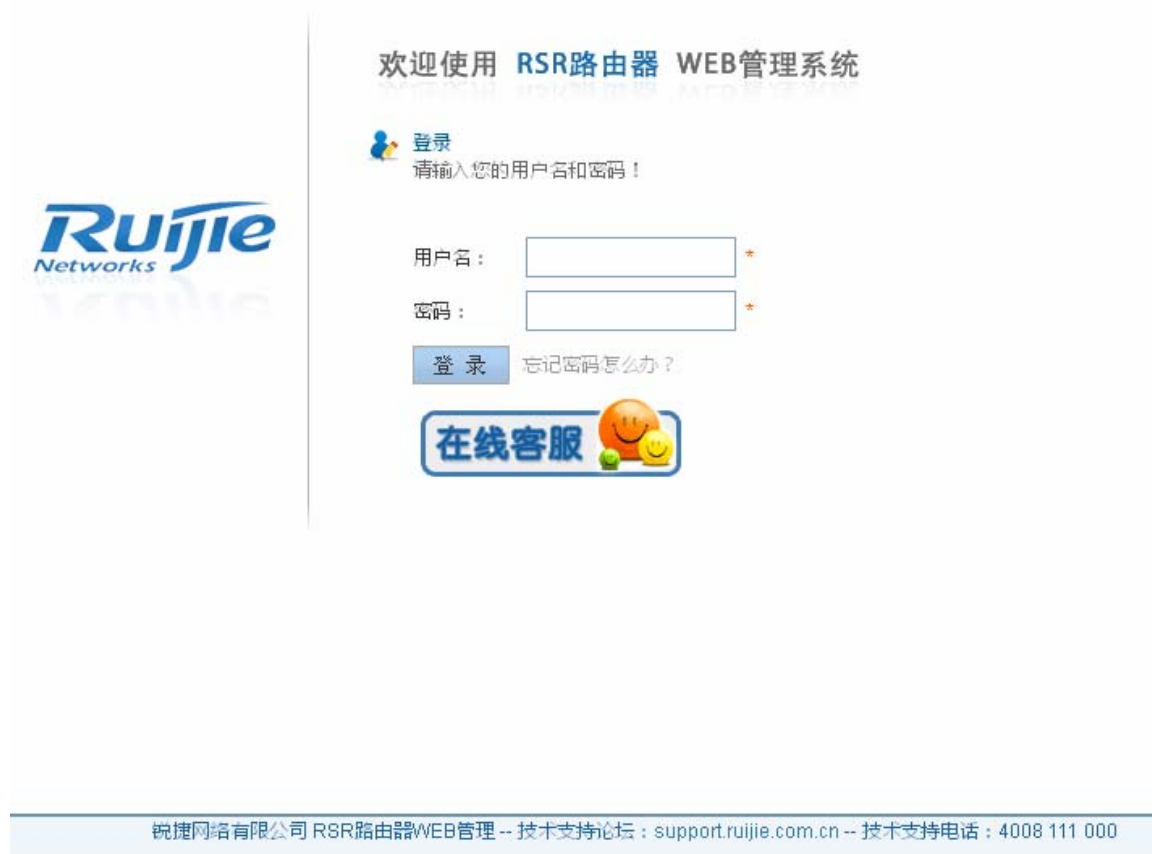 欢迎使用 RSR路由器 WEB管理系统
登录
请输入您的用户名和密码！
Ruijie
Networks
用户名：
*
密码：
*
登 录
忘记密码怎么办？
在线客服
锐捷网络有限公司 RSR路由器WEB管理 -- 技术支持论坛：support.ruijie.com.cn -- 技术支持电话：4008 111 000